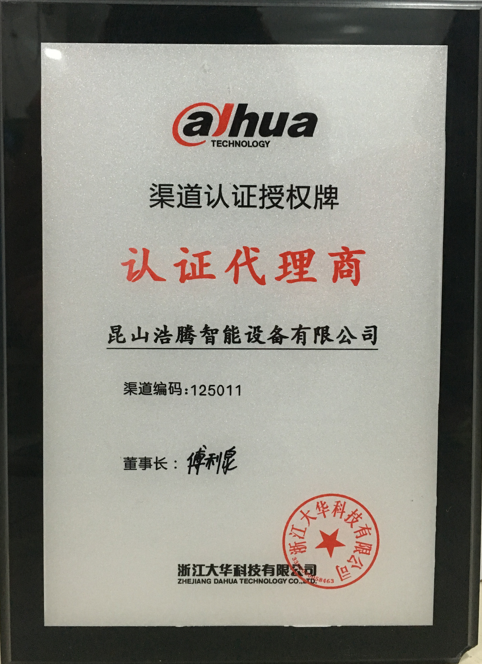 alhua
TECHNOLOGY
渠道认证授权牌
认证代理商
昆山浩腾智能设备有限公司
渠道编码:125011
董事长:傅利泉
浙江大华科技有限公司
浙江大华科技有限公司
ZHEJIANG DAHUA TECHNOLOGY CO.,LTD.